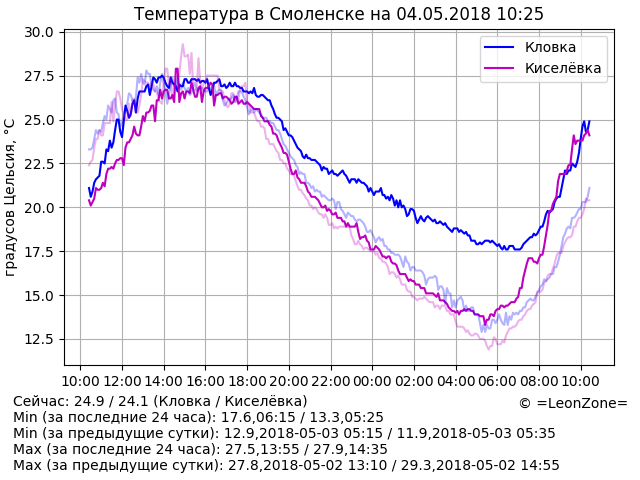 Температура в Смоленске на 04.05.2018 10:25
градусов Цельсия, °C
30.0
27.5
25.0
22.5
20.0
17.5
15.0
12.5
Кловка
Киселёвка
10:00 12:00 14:00 16:00 18:00 20:00 22:00 00:00 02:00 04:00 06:00 08:00 10:00
Сейчас: 24.9 / 24.1 (Кловка / Киселёвка)
© =LeonZone=
Min (за последние 24 часа): 17.6,06:15 / 13.3,05:25
Min (за предыдущие сутки): 12.9,2018-05-03 05:15 / 11.9,2018-05-03 05:35
Max (за последние 24 часа): 27.5,13:55 / 27.9,14:35
Max (за предыдущие сутки): 27.8,2018-05-02 13:10 / 29.3,2018-05-02 14:55